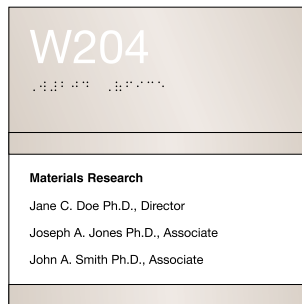 W204
Materials Research
Jane C. Doe Ph.D., Director
Joseph A. Jones Ph.D., Associate
John A. Smith Ph.D., Associate